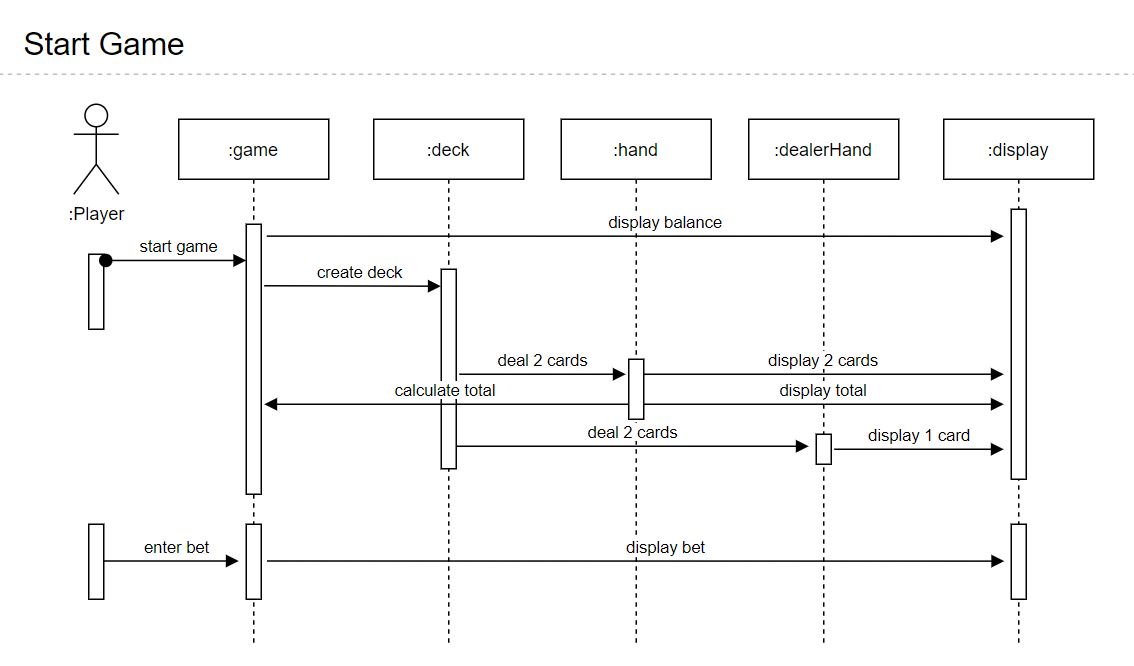 Start Game
:Player
:game
:deck
:hand
:dealerHand
:display
display balance
start game
create deck
deal 2 cards
display 2 cards
calculate total
display total
deal 2 cards
display 1 card
enter bet
display bet